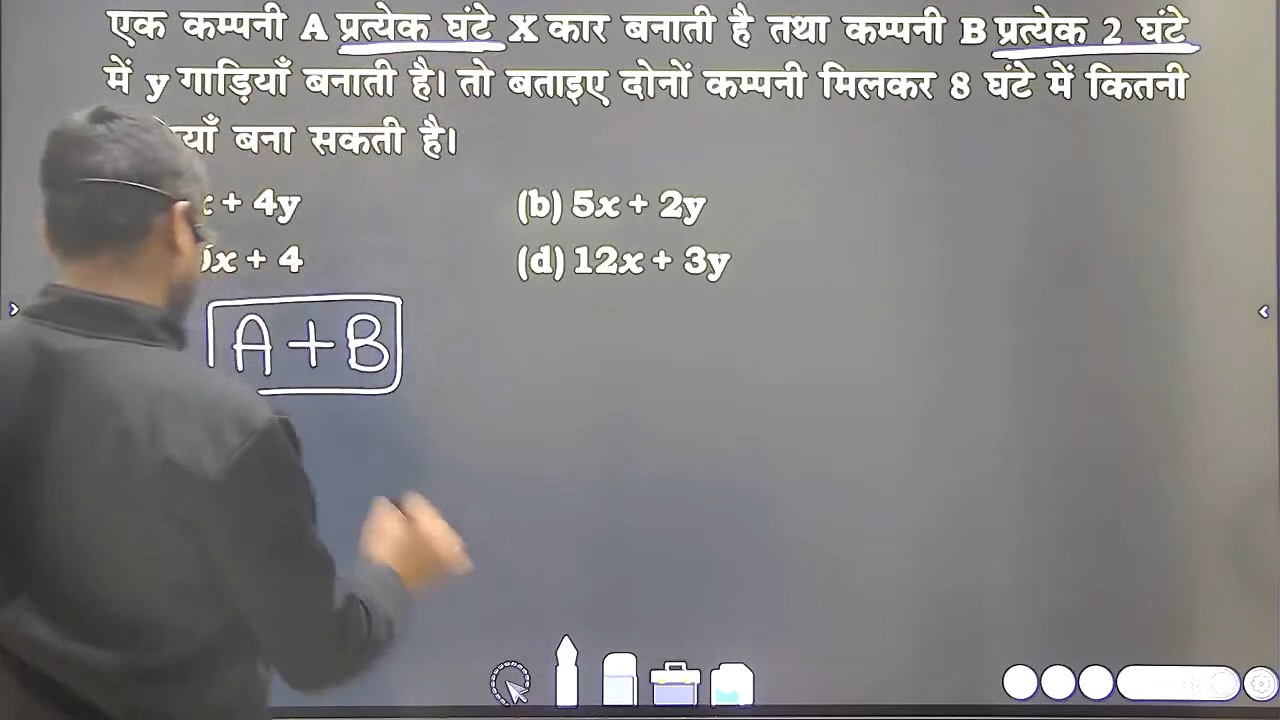 एक कम्पनी A प्रत्येक घंटे X कार बनाती है तथा कम्पनी B प्रत्येक 2 घंटे
में y गाड़ियाँ बनाती है। तो बताइए दोनों कम्पनी मिलकर 8 घंटे में कितनी
बना सकती है।
+ 4y (b) 5x + 2y
x + 4 (d) 12x + 3y
A + B